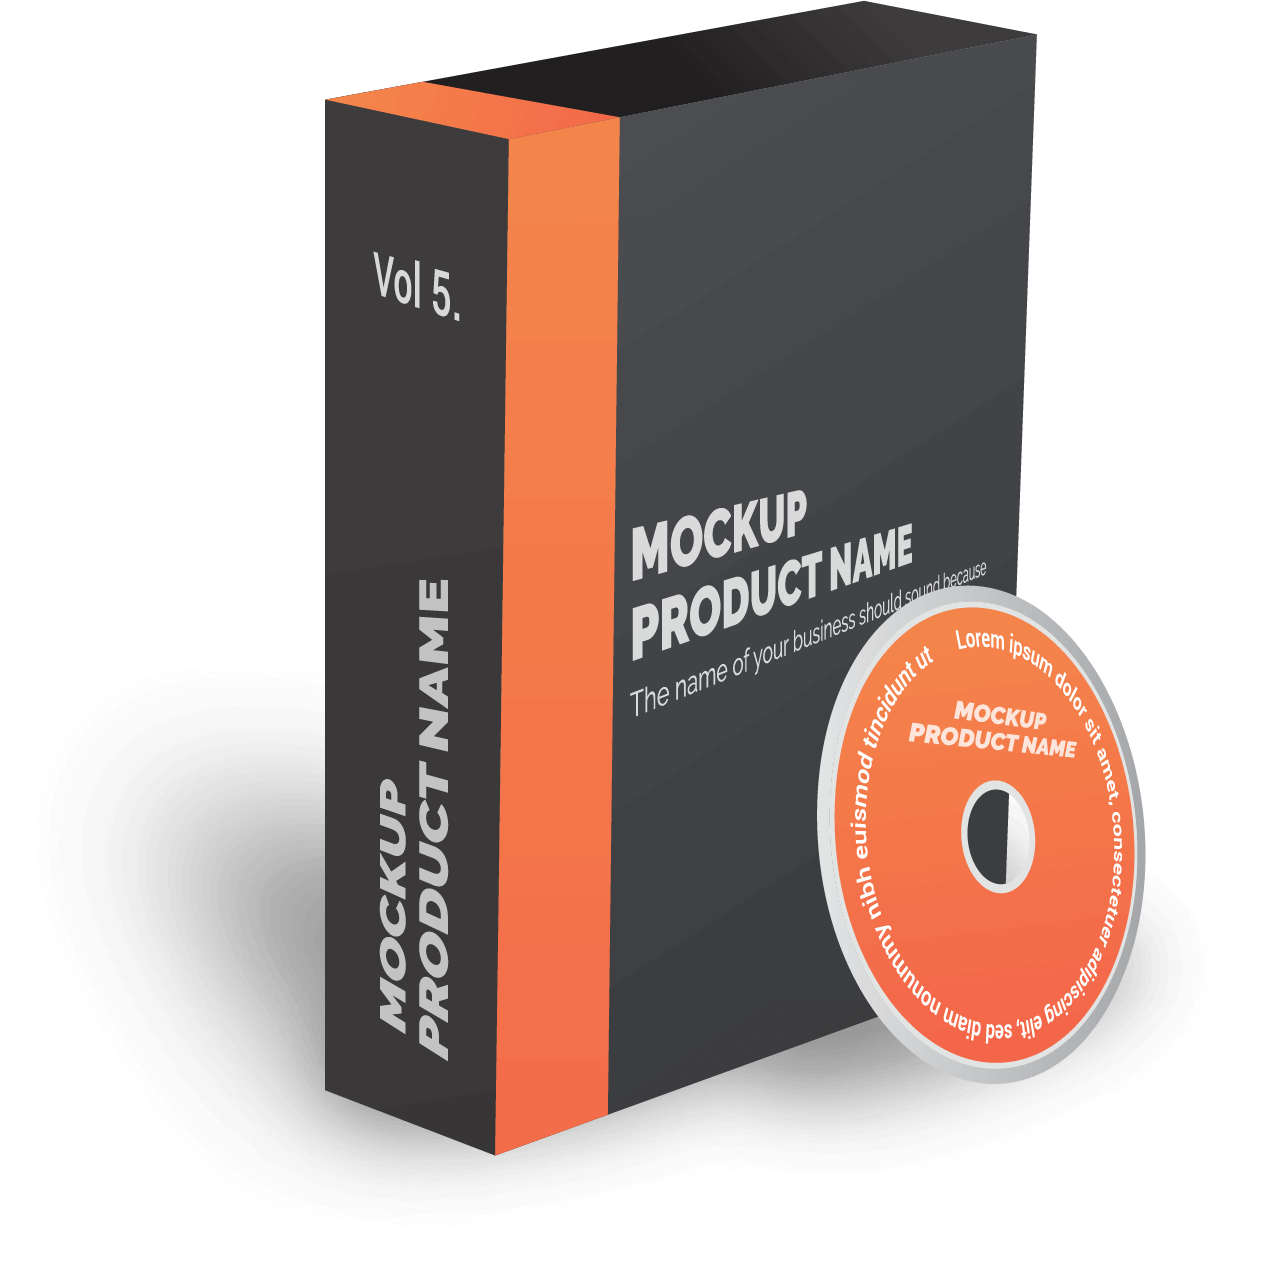 Vol 5.
MOCKUP
PRODUCT NAME
MOCKUP
PRODUCT NAME
The name of your business should sound because
MOCKUP
PRODUCT NAME
Lorem ipsum dolor sit amet, consectetuer adipiscing elit, sed diam nonummy nibh euismod tincidunt ut